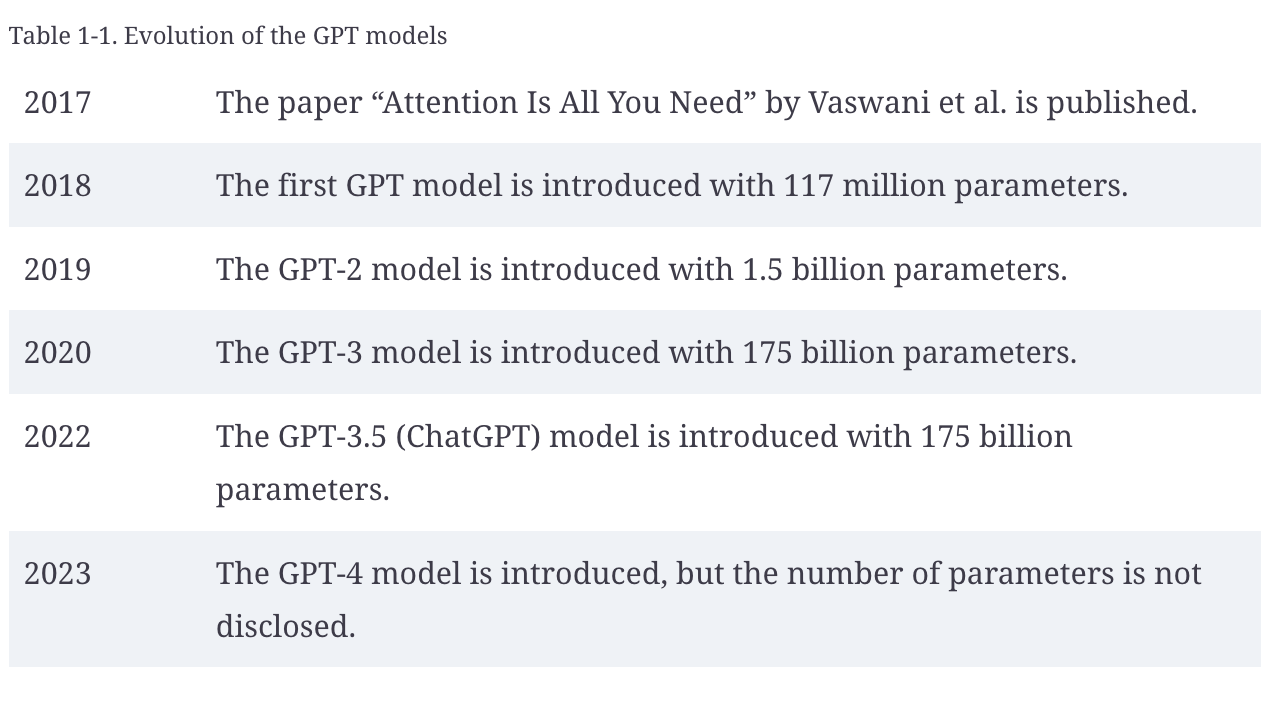 Table 1-1. Evolution of the GPT models
2017 The paper “Attention Is All You Need” by Vaswani et al. is published.
2018 The first GPT model is introduced with 117 million parameters.
2019 The GPT-2 model is introduced with 1.5 billion parameters.
2020 The GPT-3 model is introduced with 175 billion parameters.
2022 The GPT-3.5 (ChatGPT) model is introduced with 175 billion
parameters.
2023 The GPT-4 model is introduced, but the number of parameters is not
disclosed.